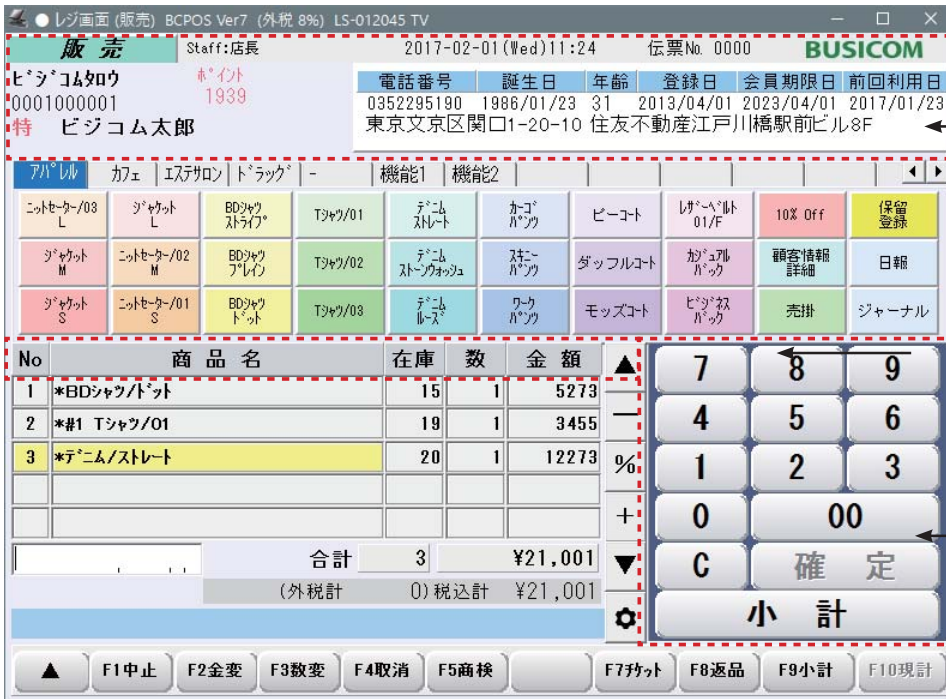 レジ画面 (販売) BCPOS Ver7 (外税 8%) LS-012045 TV
販売 Staff:店長 2017-02-01(Wed)11:24 伝票No. 0000 BUSICOM
ビジコムタロウ ポイント
0001000001 1939
特 ビジコム太郎
電話番号 誕生日 年齢 登録日 会員期限日 前回利用日
0352295190 1986/01/23 31 2013/04/01 2023/04/01 2017/01/23
東京文京区関口1-20-10 住友不動産江戸川橋駅前ビル8F
アパレル カフェ エステサロン ドラッグ - 機能1 機能2
ニットセーター/03 L ジャケット L BDシャツ ストライプ Tシャツ/01 デニム ストレート カーゴ パンツ ピーコート レザーベルト 01/F 10% Off 保留 登録
ジャケット M ニットセーター/02 M BDシャツ プレイン Tシャツ/02 デニム ストーンウォッシュ スキニー パンツ ダッフルコート カジュアル バック 顧客情報 詳細 日報
ジャケット S ニットセーター/01 S BDシャツ ドット Tシャツ/03 デニム ルーズ ワーク パンツ モッズコート ビジネス バック 売掛 ジャーナル
No 商品名 在庫 数 金額 ▲
1 *BDシャツ/ドット 15 1 5273 —
2 *#1 Tシャツ/01 19 1 3455
3 *デニム/ストレート 20 1 12273 %
+
合計 3 ¥21,001 ▼
(外税計 0) 税込計 ¥21,001
7 8 9
4 5 6
1 2 3
0 00
C 確定
小計
▲ F1中止 F2金変 F3数変 F4取消 F5商検 F7チケット F8返品 F9小計 F10現計